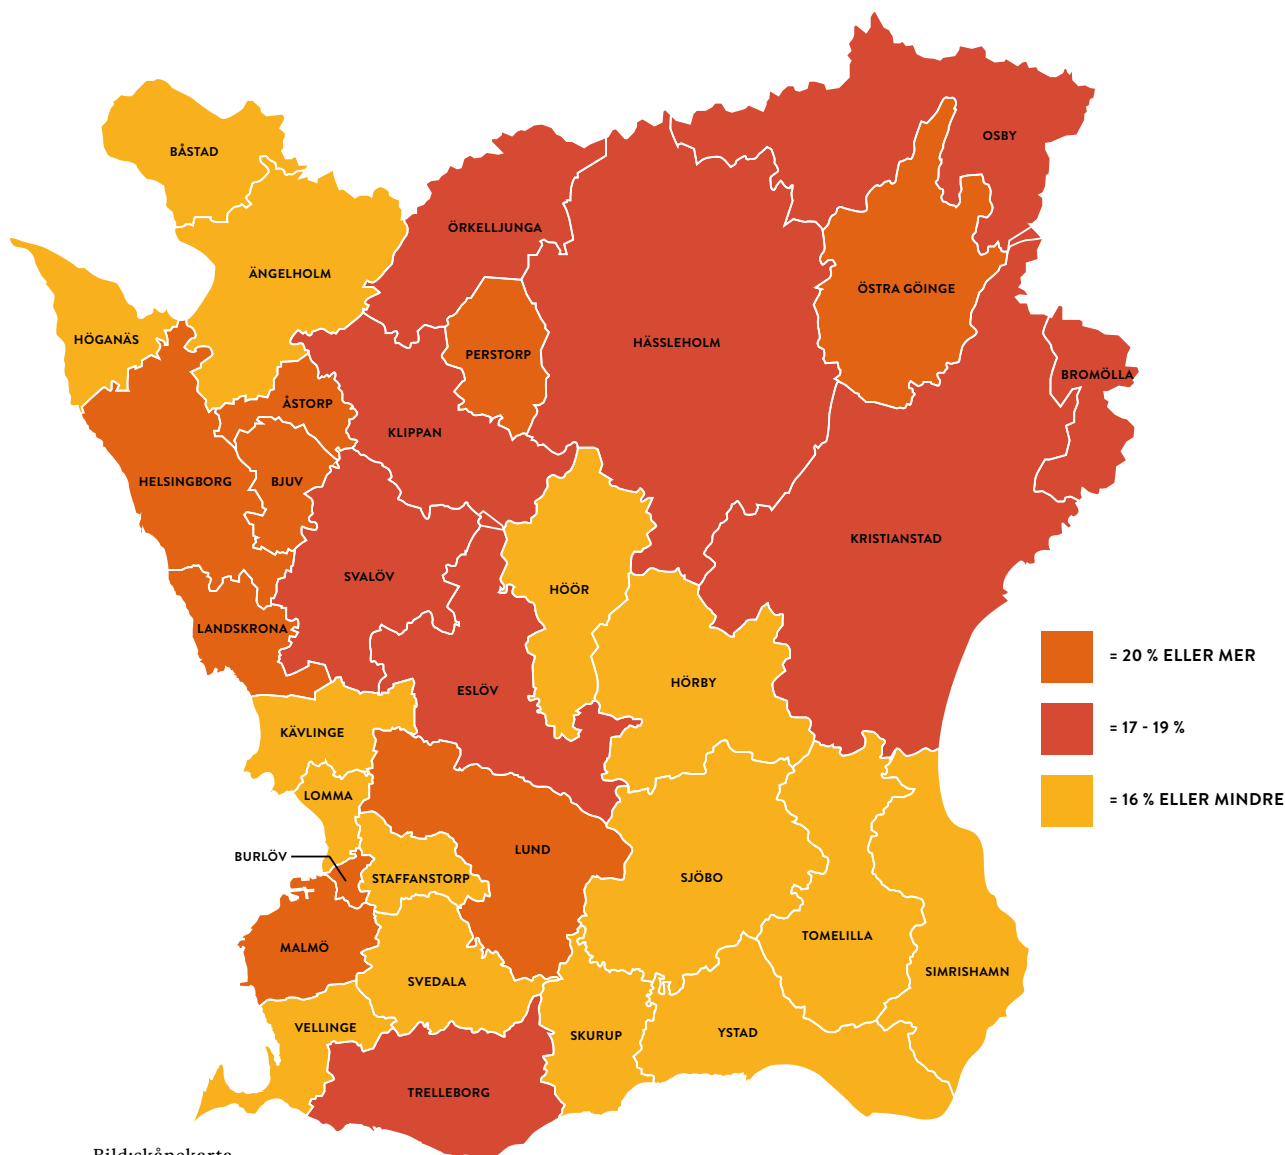 OSBY
BÅSTAD
ÖRKELLJUNGA
ÄNGELHOLM
ÖSTRA GÖINGE
HÖGANÄS
HÄSSLEHOLM
PERSTORP
BROMÖLLA
ÅSTORP
KLIPPAN
HELSINGBORG
BJUV
KRISTIANSTAD
SVALÖV
HÖÖR
LANDSKRONA
= 20 % ELLER MER
HÖRBY
ESLÖV
= 17 - 19 %
KÄVLINGE
LOMMA
= 16 % ELLER MINDRE
LUND
BURLÖV
STAFFANSTORP
SJÖBO
TOMELILLA
MALMÖ
SIMRISHAMN
SVEDALA
VELLINGE
YSTAD
SKURUP
TRELLEBORG
Bild:skånekarta